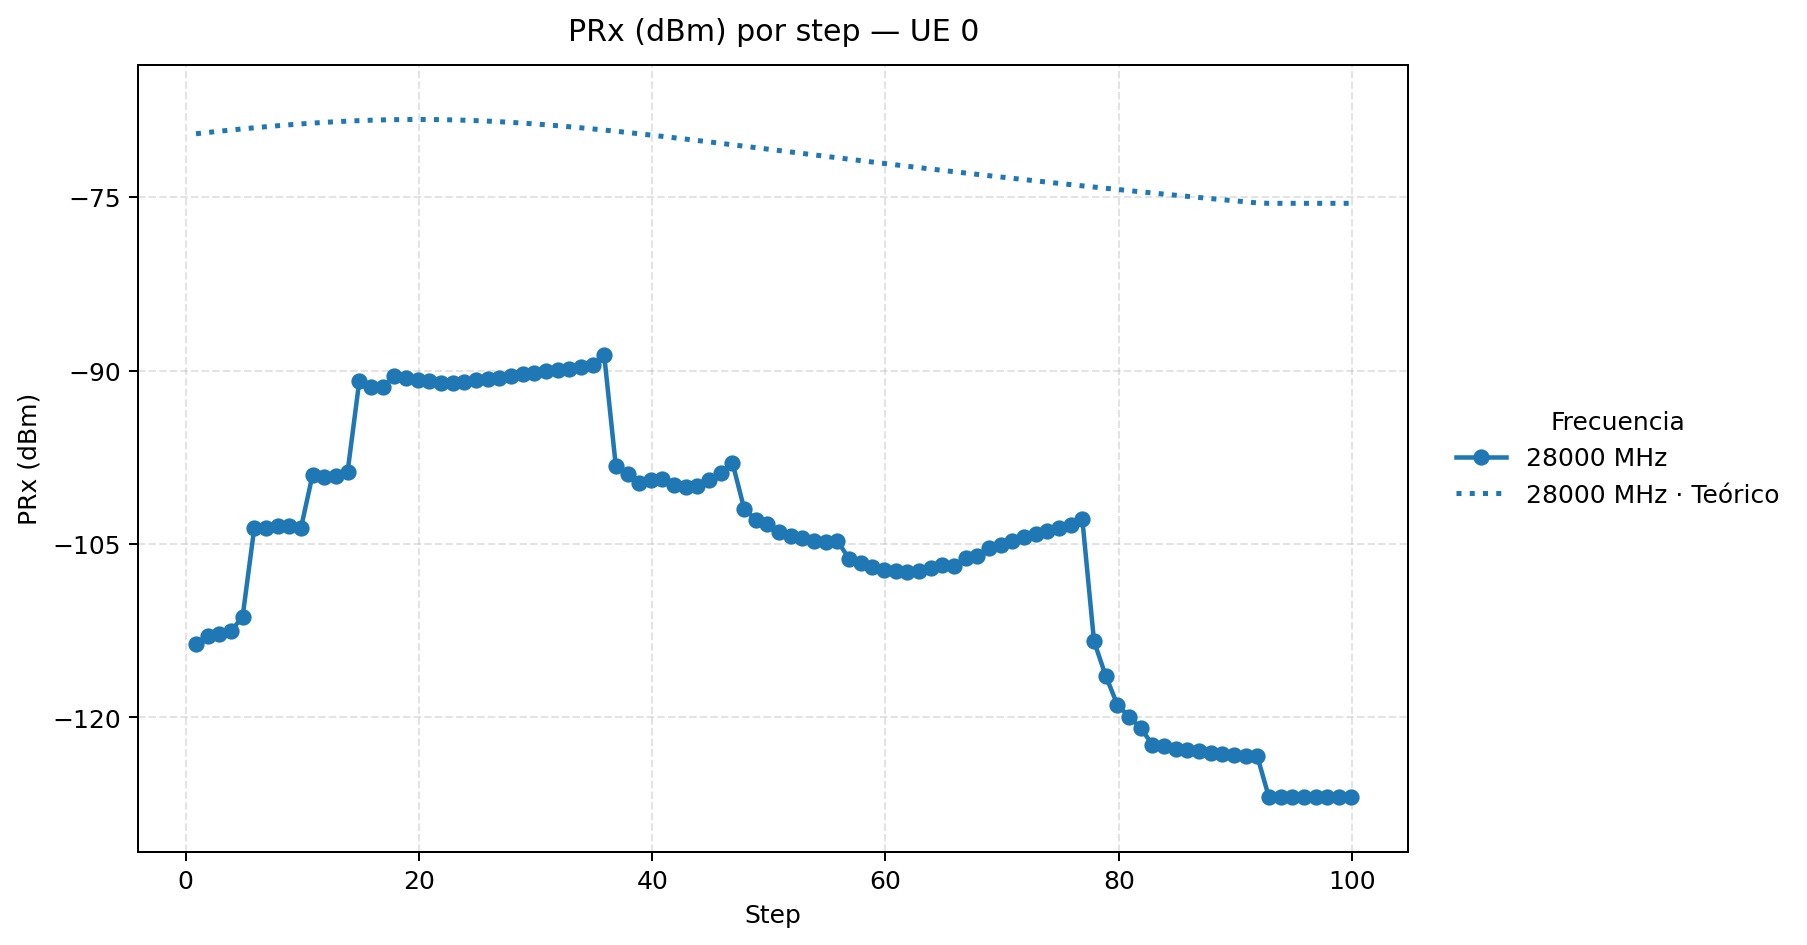 PRx (dBm) por step — UE 0
PRx (dBm)
−75
−90
−105
−120
0 20 40 60 80 100
Step
Frecuencia
28000 MHz
28000 MHz · Teórico